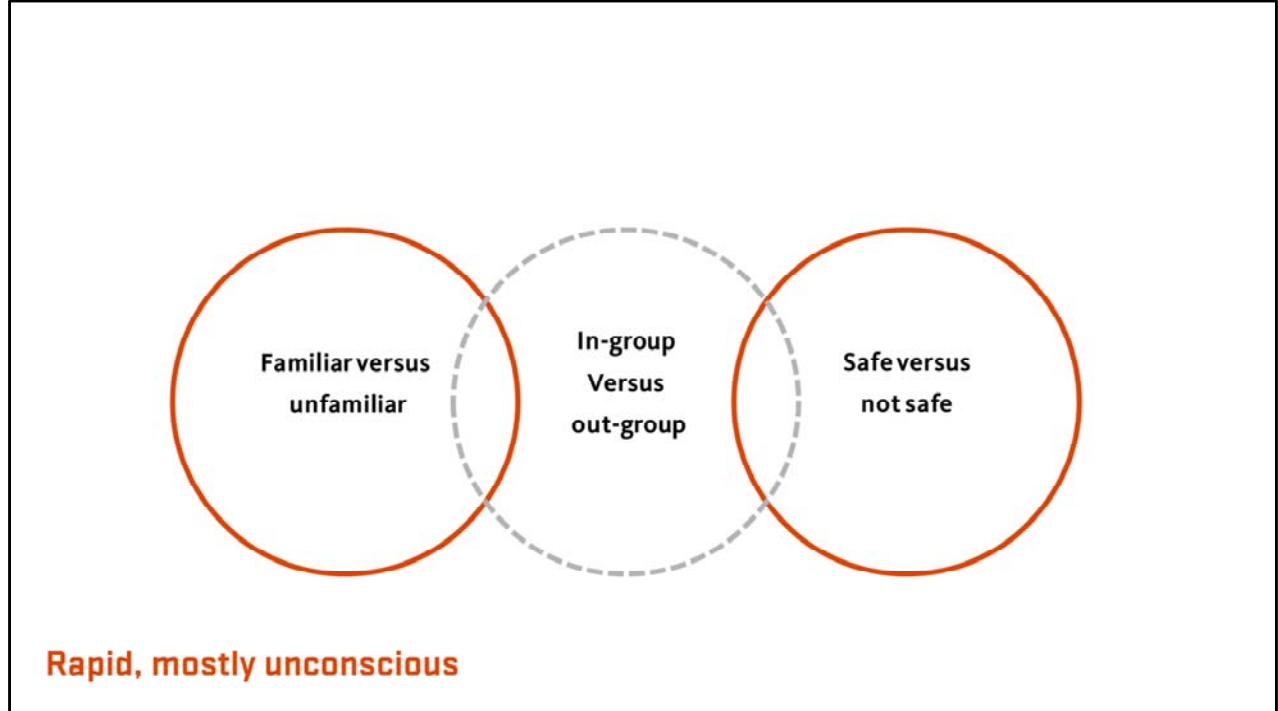 Familiar versus
unfamiliar
In-group
Versus
out-group
Safe versus
not safe
Rapid, mostly unconscious